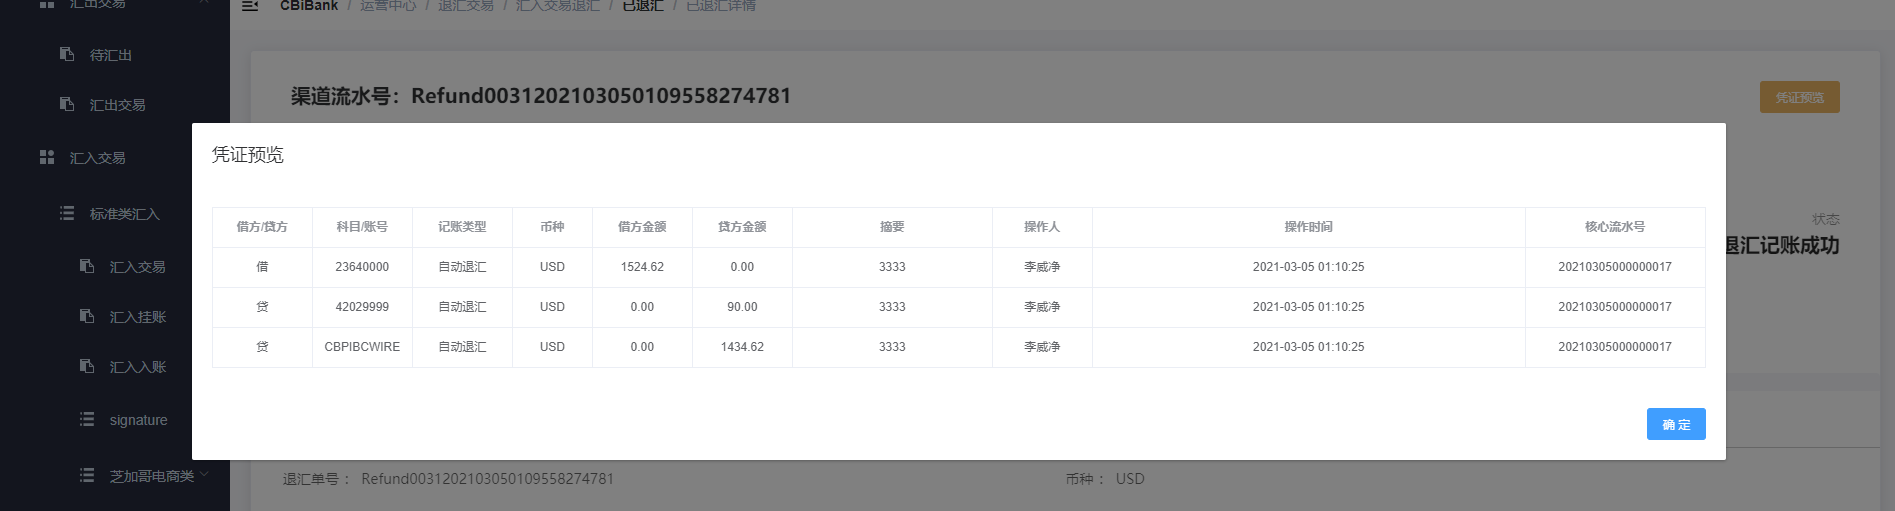 汇出交易
待汇出
汇出交易
汇入交易
标准类汇入
汇入交易
汇入挂账
汇入入账
signature
芝加哥电商类
CBiBank / 运营中心 / 退汇交易 / 汇入交易退汇 / 已退汇 / 已退汇详情
渠道流水号：Refund0031202103050109558274781
凭证预览
状态
退汇记账成功
凭证预览
借方/贷方 科目/账号 记账类型 币种 借方金额 贷方金额 摘要 操作人 操作时间 核心流水号
借 23640000 自动退汇 USD 1524.62 0.00 3333 李威净 2021-03-05 01:10:25 20210305000000017
贷 42029999 自动退汇 USD 0.00 90.00 3333 李威净 2021-03-05 01:10:25 20210305000000017
贷 CBPIBCWIRE 自动退汇 USD 0.00 1434.62 3333 李威净 2021-03-05 01:10:25 20210305000000017
确 定
退汇单号： Refund0031202103050109558274781
币种： USD